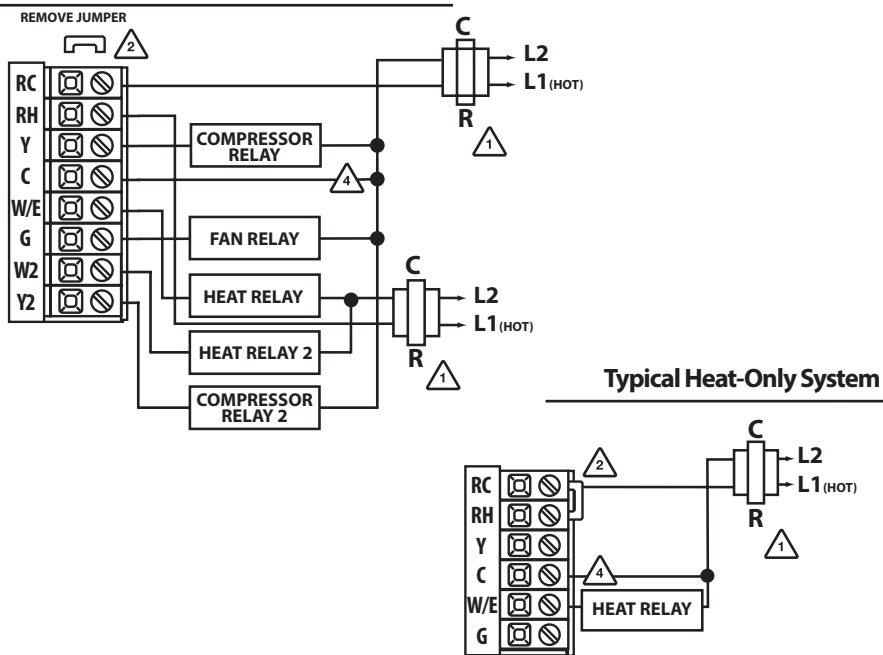 REMOVE JUMPER
2
RC
RH
Y
C
W/E
G
W2
Y2
COMPRESSOR
RELAY
4
FAN RELAY
HEAT RELAY
HEAT RELAY 2
COMPRESSOR
RELAY 2
C
L2
L1 (HOT)
R
1
C
L2
L1 (HOT)
R
1
Typical Heat-Only System
RC
RH
Y
C
W/E
G
2
4
HEAT RELAY
C
L2
L1 (HOT)
R
1